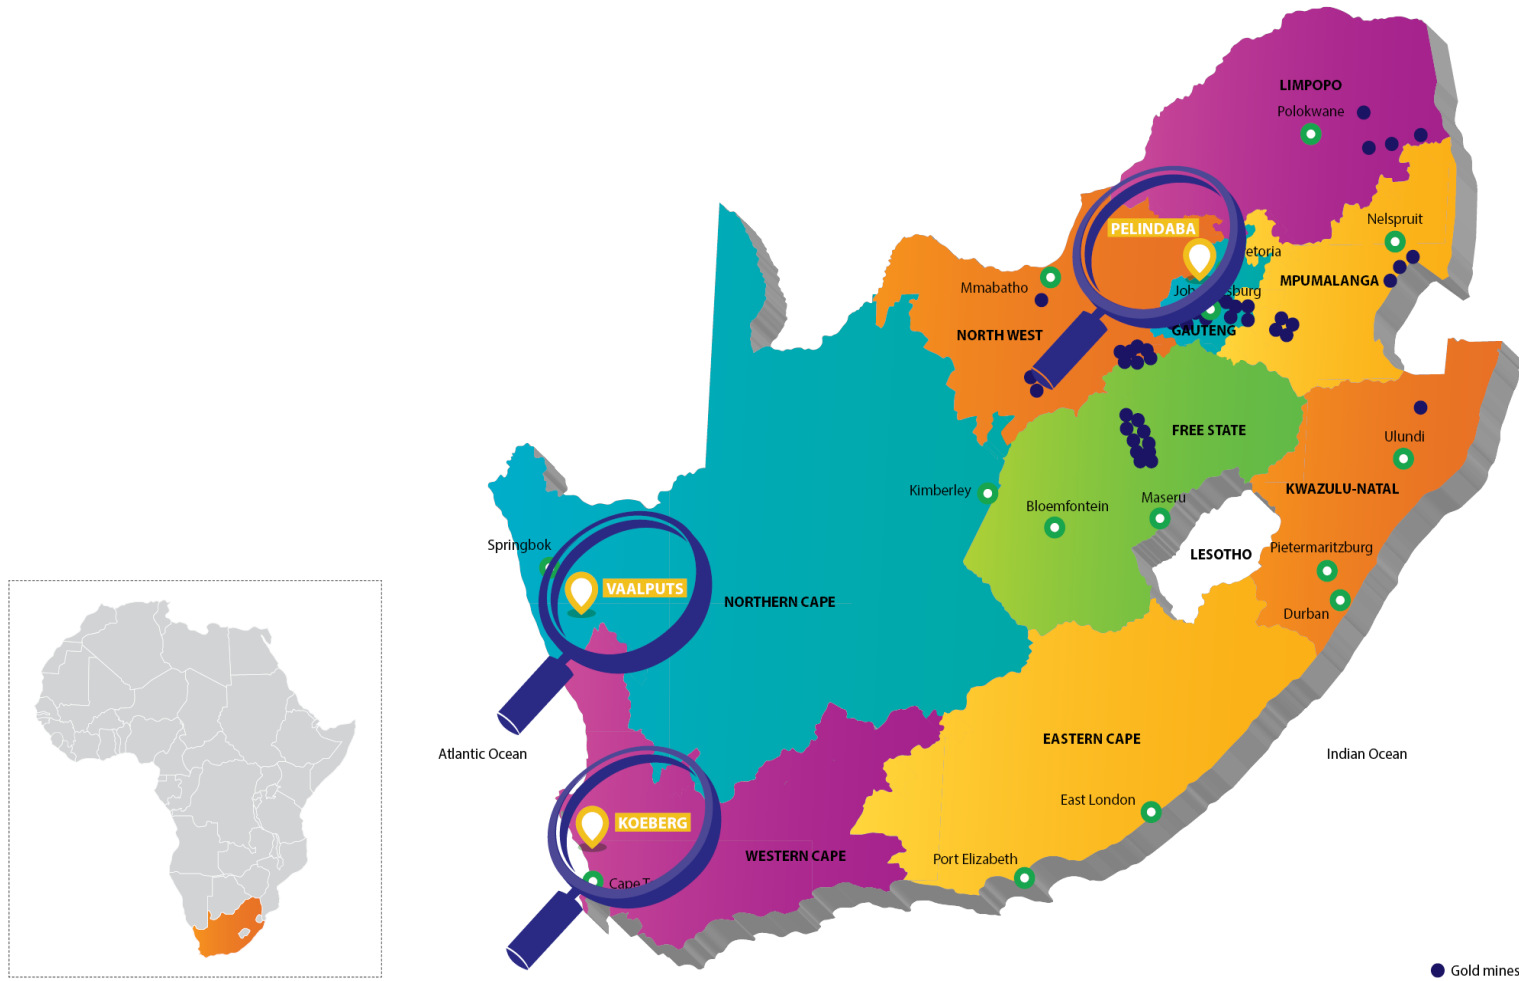 LIMPOPO
Polokwane
Nelspruit
PELINDABA
etoria
MPUMALANGA
Mmabatho
NORTH WEST
GAUTENG
FREE STATE
Ulundi
KWAZULU-NATAL
Kimberley
Bloemfontein
Maseru
LESOTHO
Pietermaritzburg
Durban
Springbok
VAALPUTS
NORTHERN CAPE
Atlantic Ocean
EASTERN CAPE
Indian Ocean
East London
KOEBERG
WESTERN CAPE
Port Elizabeth
Cape T
Gold mines